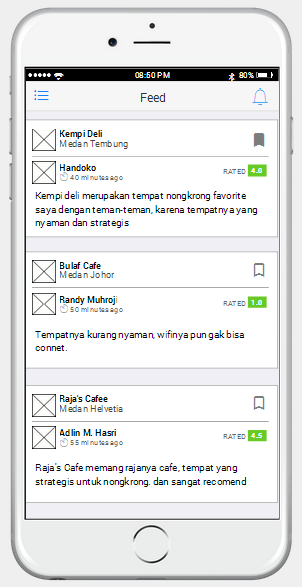 08:50 PM
80%
Feed
Kempi Deli
Medan Tembung
Handoko
40 minutes ago
RATED 4.0
Kempi deli merupakan tempat nongkrong favorite
saya dengan teman-teman, karena tempatnya yang
nyaman dan strategis
Bulaf Cafe
Medan Johor
Randy Muhroji
50 minutes ago
RATED 1.0
Tempatnya kurang nyaman, wifinya pun gak bisa
connet.
Raja's Cafee
Medan Helvetia
Adlin M. Hasri
55 minutes ago
RATED 4.5
Raja's Cafe memang rajanya cafe, tempat yang
strategis untuk nongkrong. dan sangat recomend